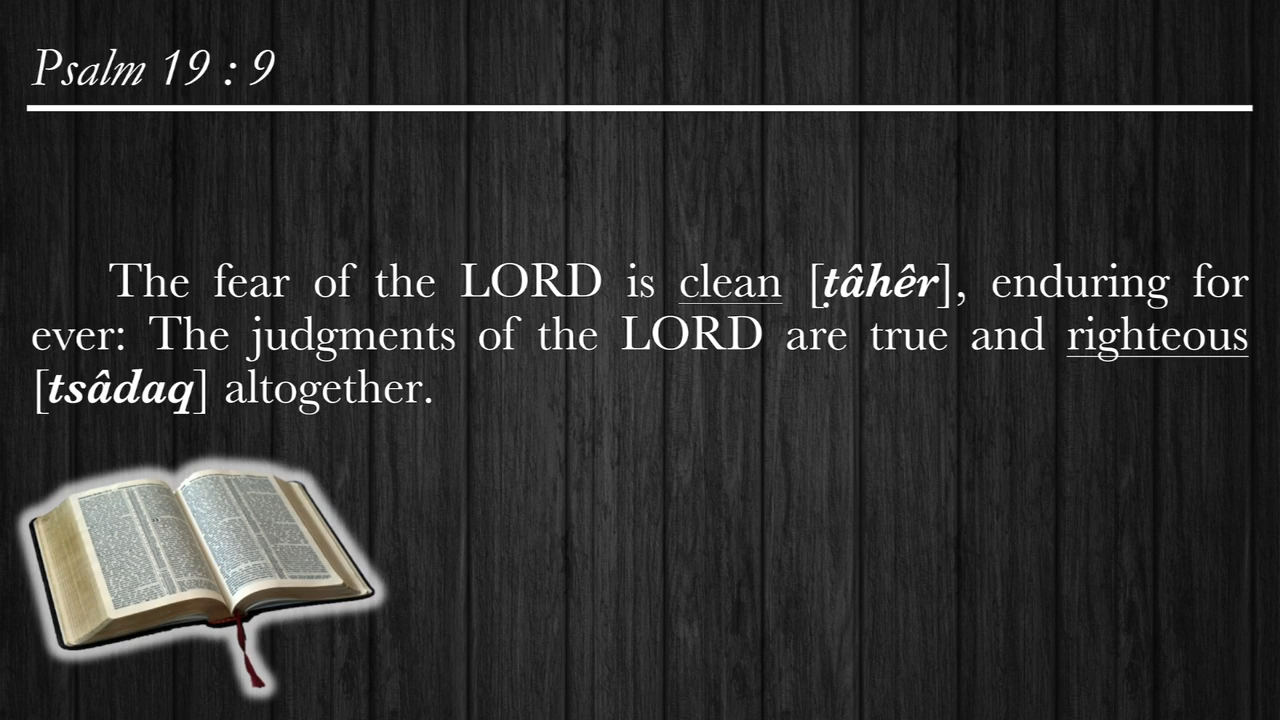 Psalm 19 : 9
The fear of the LORD is clean [ṭâhêr], enduring for
ever: The judgments of the LORD are true and righteous
[tsâdaq] altogether.